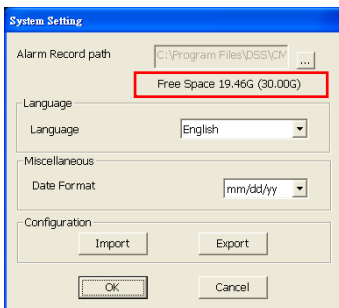 System Setting
Alarm Record path C:\Program Files\DSS\CM ...
Free Space 19.46G (30.00G)
Language
Language English
Miscellaneous
Date Format mm/dd/yy
Configuration
Import Export
OK Cancel